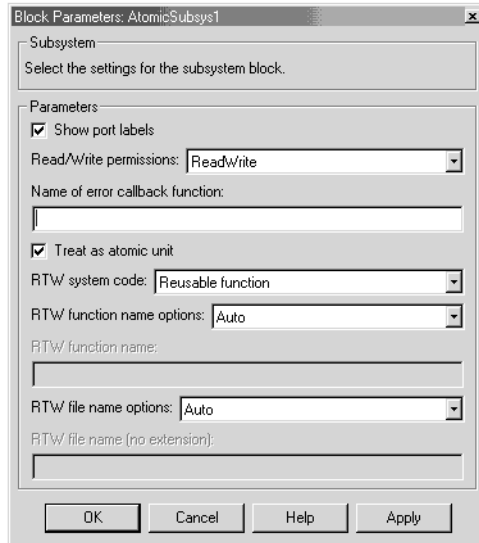 Block Parameters: AtomicSubsys1
Subsystem
Select the settings for the subsystem block.
Parameters
Show port labels
Read/Write permissions: ReadWrite
Name of error callback function:
Treat as atomic unit
RTW system code: Reusable function
RTW function name options: Auto
RTW function name:
RTW file name options: Auto
RTW file name (no extension):
OK Cancel Help Apply